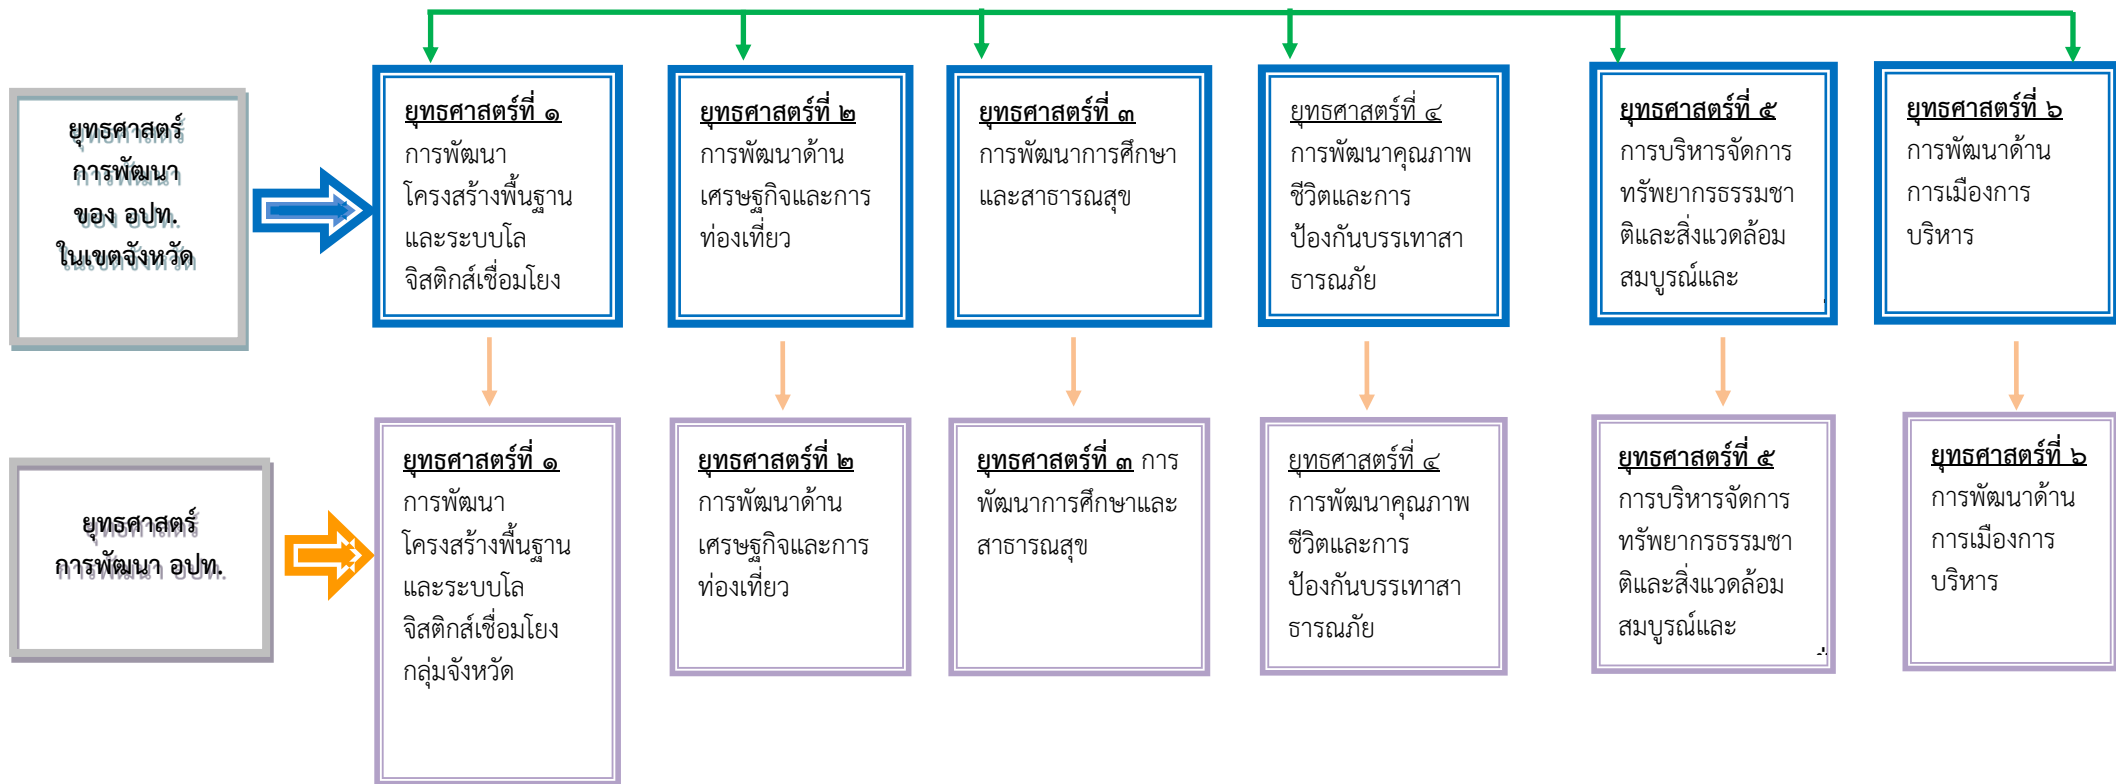 ยุทธศาสตร์
การพัฒนา
ของ อปท.
ในเขตจังหวัด
ยุทธศาสตร์ที่ ๑
การพัฒนา
โครงสร้างพื้นฐาน
และระบบโล
จิสติกส์เชื่อมโยง
ยุทธศาสตร์ที่ ๒
การพัฒนาด้าน
เศรษฐกิจและการ
ท่องเที่ยว
ยุทธศาสตร์ที่ ๓
การพัฒนาการศึกษา
และสาธารณสุข
ยุทธศาสตร์ที่ ๔
การพัฒนาคุณภาพ
ชีวิตและการ
ป้องกันบรรเทาสา
ธารณภัย
ยุทธศาสตร์ที่ ๕
การบริหารจัดการ
ทรัพยากรธรรมชา
ติและสิ่งแวดล้อม
สมบูรณ์และ
ยุทธศาสตร์ที่ ๖
การพัฒนาด้าน
การเมืองการ
บริหาร
ยุทธศาสตร์
การพัฒนา อปท.
ยุทธศาสตร์ที่ ๑
การพัฒนา
โครงสร้างพื้นฐาน
และระบบโล
จิสติกส์เชื่อมโยง
กลุ่มจังหวัด
ยุทธศาสตร์ที่ ๒
การพัฒนาด้าน
เศรษฐกิจและการ
ท่องเที่ยว
ยุทธศาสตร์ที่ ๓ การ
พัฒนาการศึกษาและ
สาธารณสุข
ยุทธศาสตร์ที่ ๔
การพัฒนาคุณภาพ
ชีวิตและการ
ป้องกันบรรเทาสา
ธารณภัย
ยุทธศาสตร์ที่ ๕
การบริหารจัดการ
ทรัพยากรธรรมชา
ติและสิ่งแวดล้อม
สมบูรณ์และ
ยุทธศาสตร์ที่ ๖
การพัฒนาด้าน
การเมืองการ
บริหาร